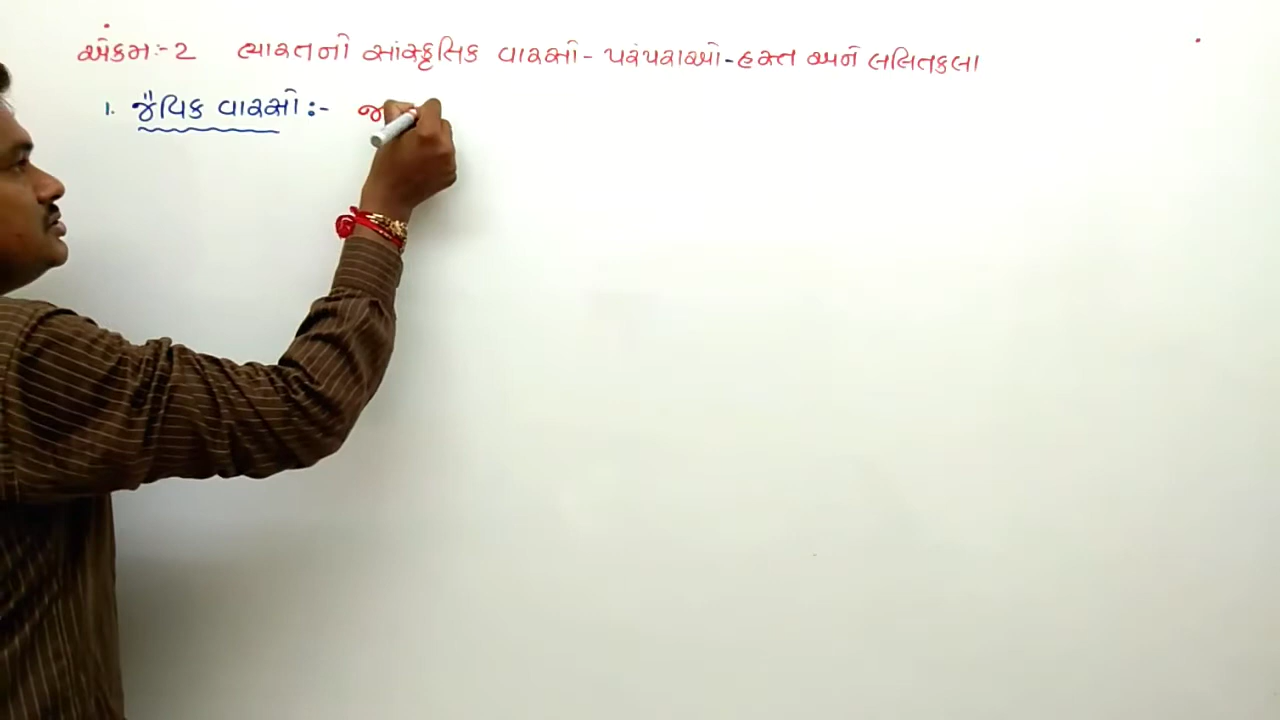 એકમ:-2 ભારતનો સાંસ્કૃતિક વારસો - પરંપરાઓ - હસ્ત અને લલિતકલા
1. જૈવિક વારસો :- જ